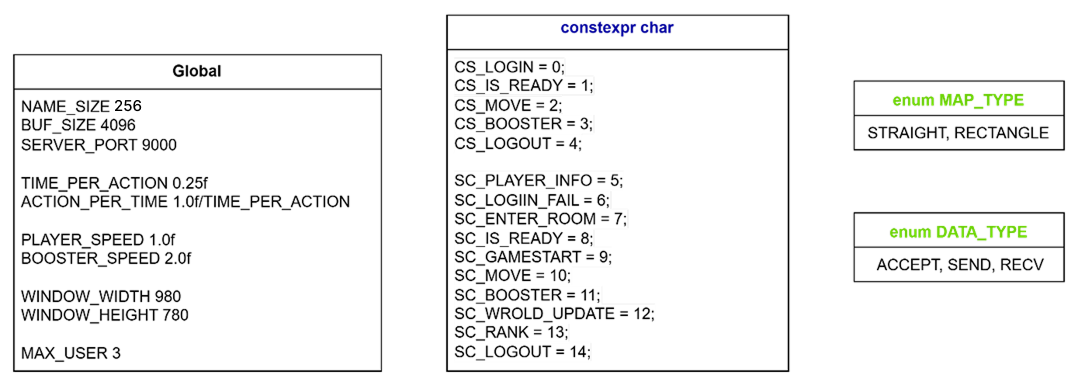 Global
NAME_SIZE 256
BUF_SIZE 4096
SERVER_PORT 9000
TIME_PER_ACTION 0.25f
ACTION_PER_TIME 1.0f/TIME_PER_ACTION
PLAYER_SPEED 1.0f
BOOSTER_SPEED 2.0f
WINDOW_WIDTH 980
WINDOW_HEIGHT 780
MAX_USER 3
constexpr char
CS_LOGIN = 0;
CS_IS_READY = 1;
CS_MOVE = 2;
CS_BOOSTER = 3;
CS_LOGOUT = 4;
SC_PLAYER_INFO = 5;
SC_LOGIIN_FAIL = 6;
SC_ENTER_ROOM = 7;
SC_IS_READY = 8;
SC_GAMESTART = 9;
SC_MOVE = 10;
SC_BOOSTER = 11;
SC_WROLD_UPDATE = 12;
SC_RANK = 13;
SC_LOGOUT = 14;
enum MAP_TYPE
STRAIGHT, RECTANGLE
enum DATA_TYPE
ACCEPT, SEND, RECV